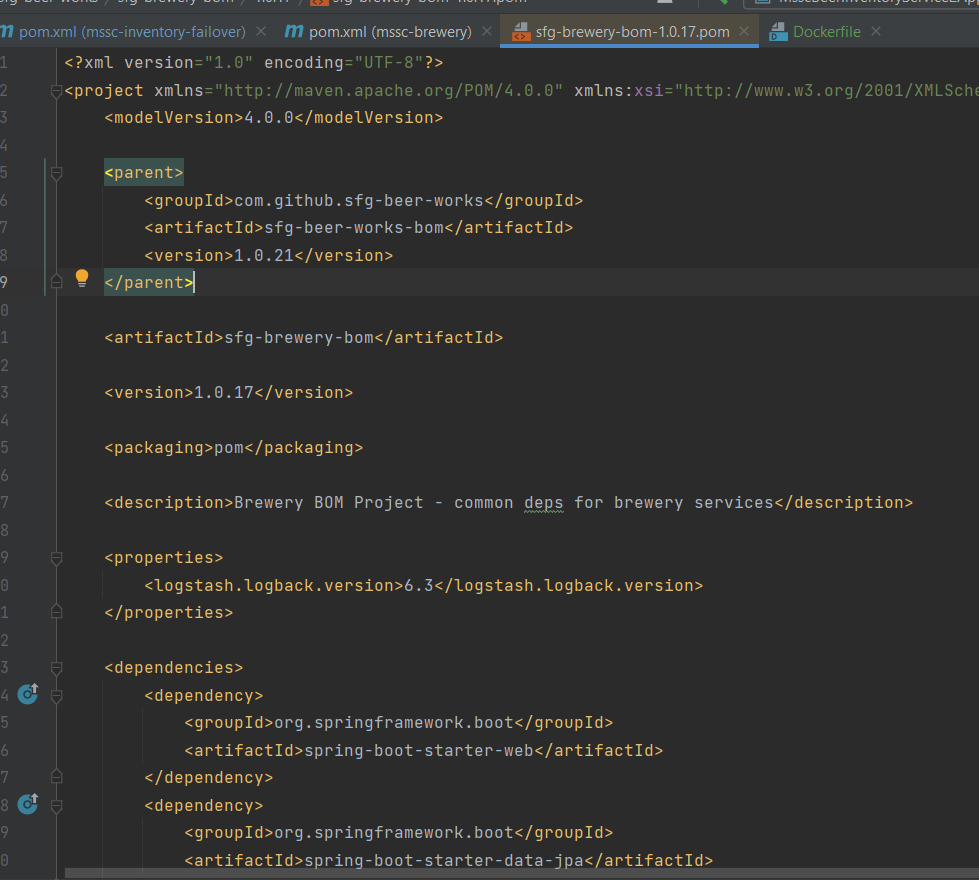 pom.xml (mssc-inventory-failover)
pom.xml (mssc-brewery)
sfg-brewery-bom-1.0.17.pom
Dockerfile
<?xml version="1.0" encoding="UTF-8"?>
<project xmlns="http://maven.apache.org/POM/4.0.0" xmlns:xsi="http://www.w3.org/2001/XMLSche
<modelVersion>4.0.0</modelVersion>
<parent>
<groupId>com.github.sfg-beer-works</groupId>
<artifactId>sfg-beer-works-bom</artifactId>
<version>1.0.21</version>
</parent>
<artifactId>sfg-brewery-bom</artifactId>
<version>1.0.17</version>
<packaging>pom</packaging>
<description>Brewery BOM Project - common deps for brewery services</description>
<properties>
<logstash.logback.version>6.3</logstash.logback.version>
</properties>
<dependencies>
<dependency>
<groupId>org.springframework.boot</groupId>
<artifactId>spring-boot-starter-web</artifactId>
</dependency>
<dependency>
<groupId>org.springframework.boot</groupId>
<artifactId>spring-boot-starter-data-jpa</artifactId>